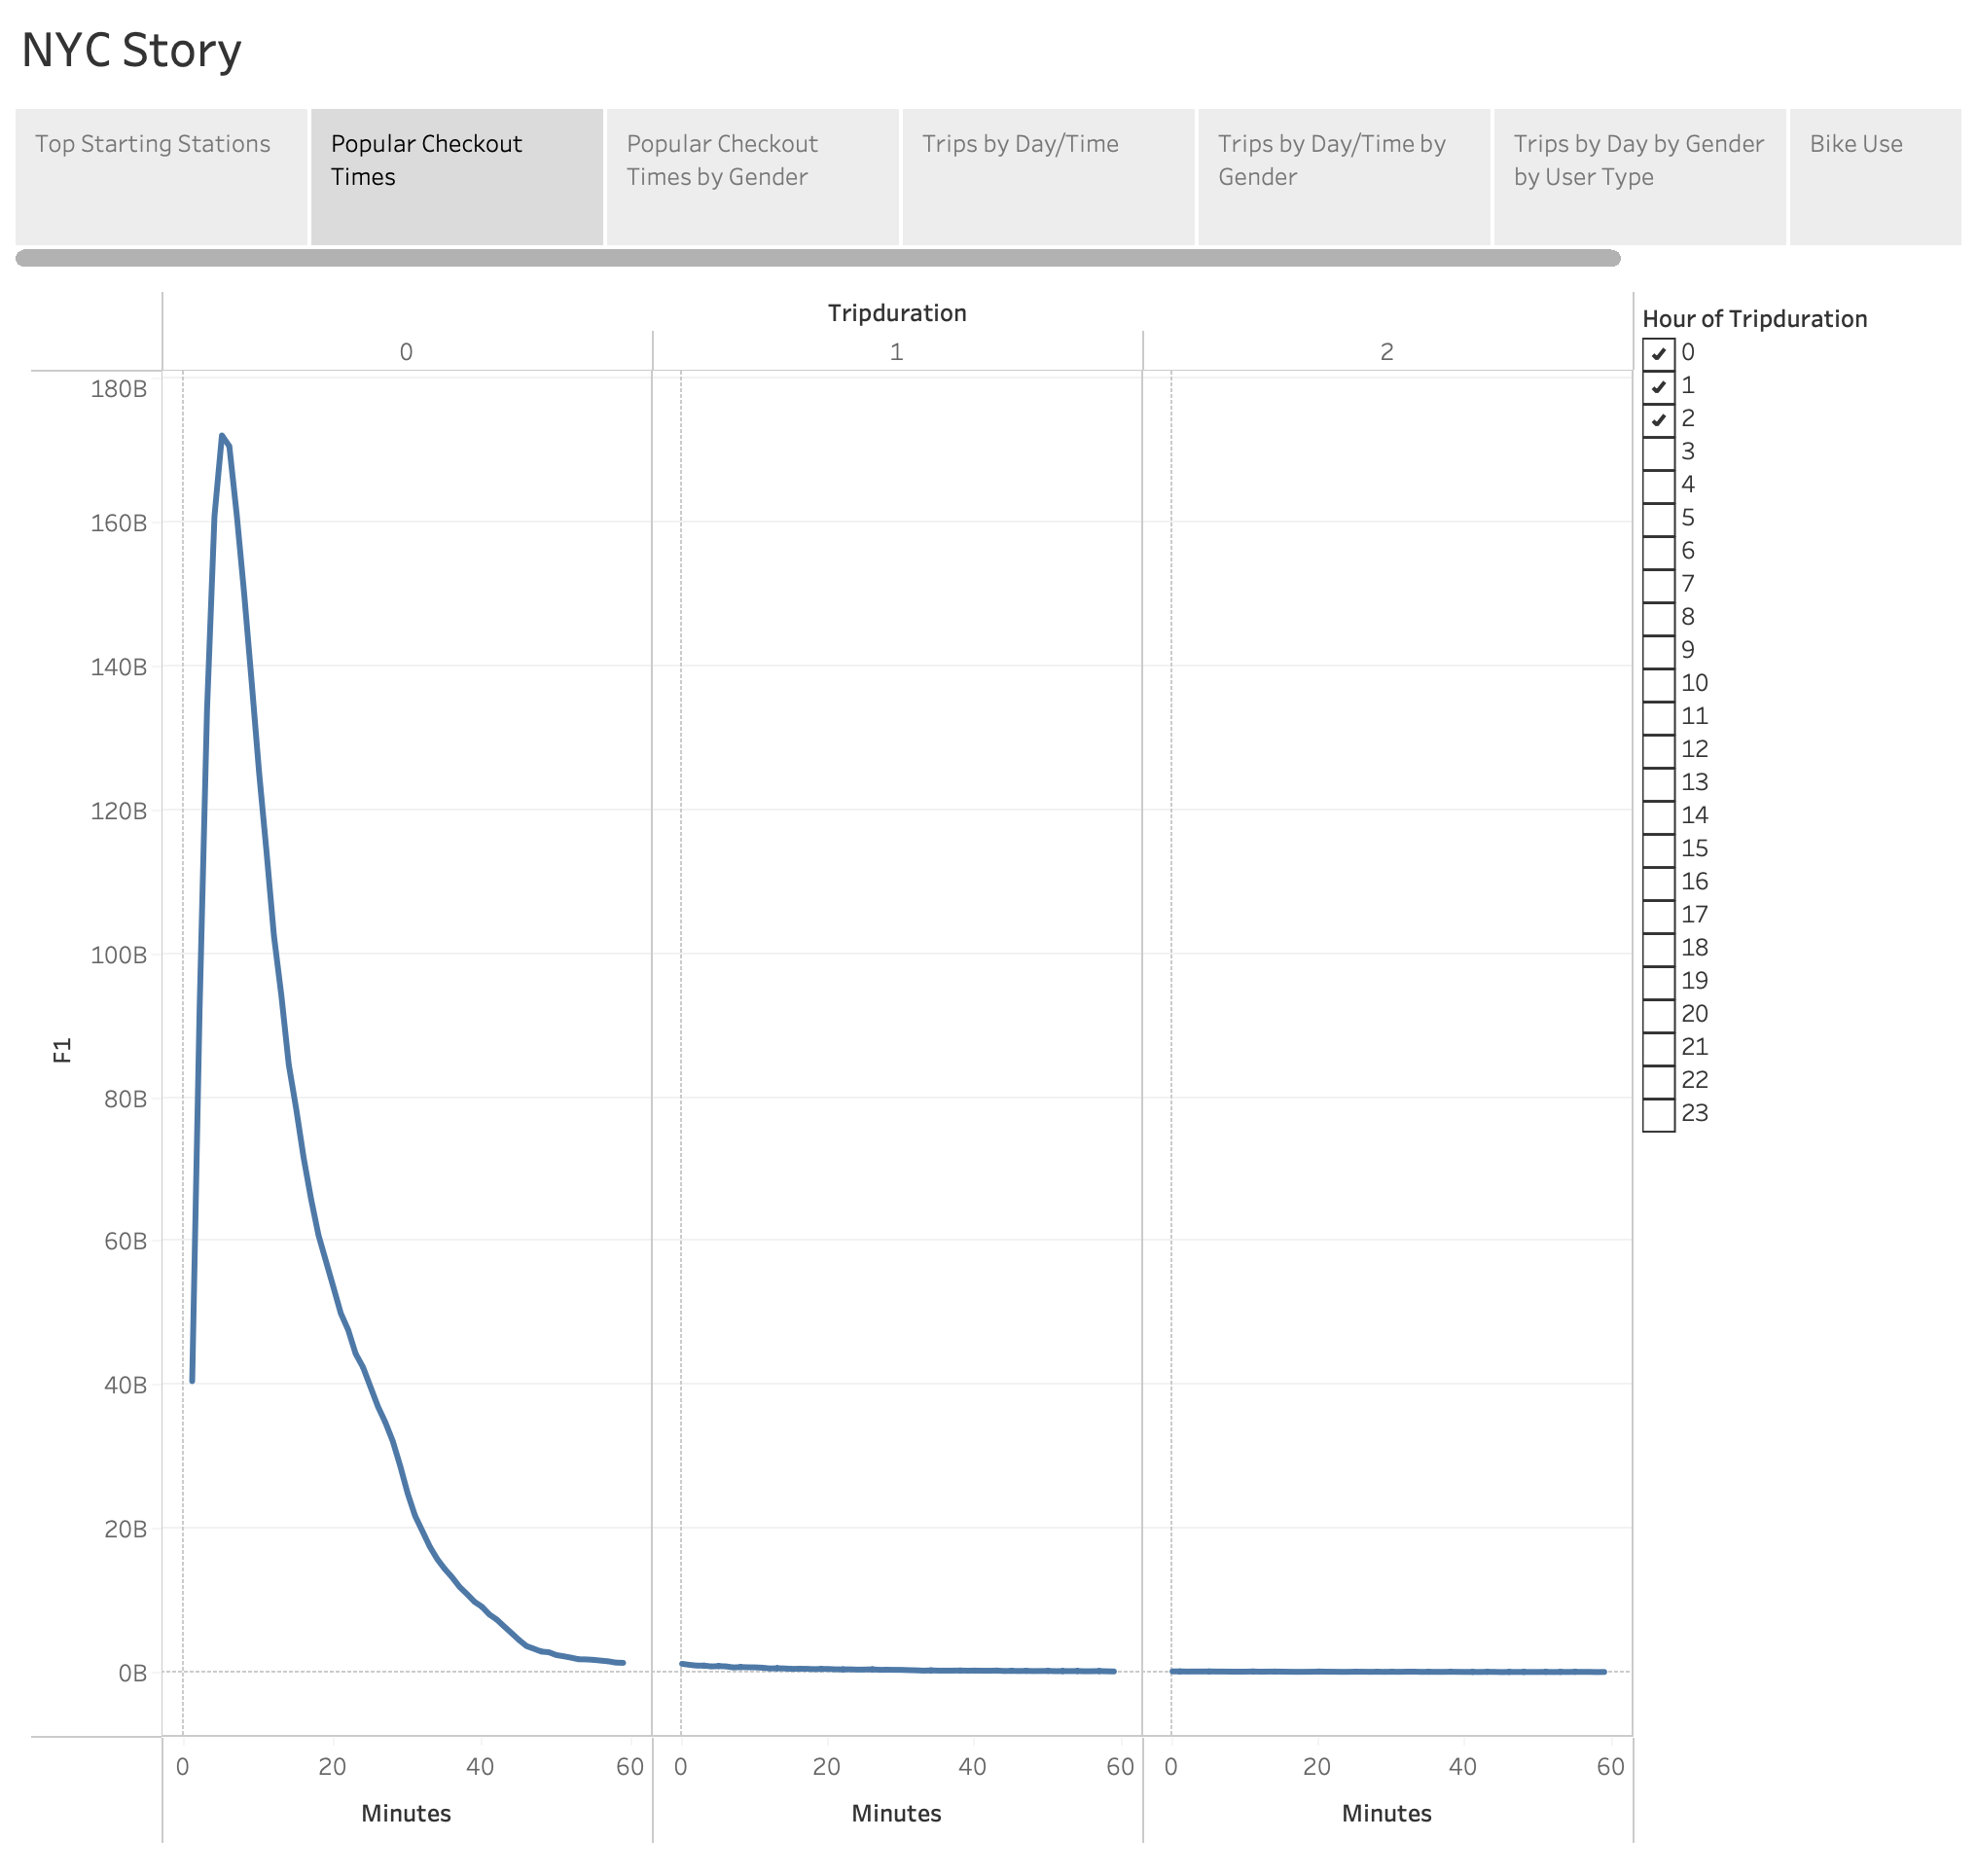 NYC Story
Top Starting Stations
Popular Checkout
Times
Popular Checkout
Times by Gender
Trips by Day/Time
Trips by Day/Time by
Gender
Trips by Day by Gender
by User Type
Bike Use
Tripduration
0 1 2
180B
160B
140B
120B
100B
80B
60B
40B
20B
0B
F1
0 20 40 60 0 20 40 60 0 20 40 60
Minutes Minutes Minutes
Hour of Tripduration
0
1
2
3
4
5
6
7
8
9
10
11
12
13
14
15
16
17
18
19
20
21
22
23